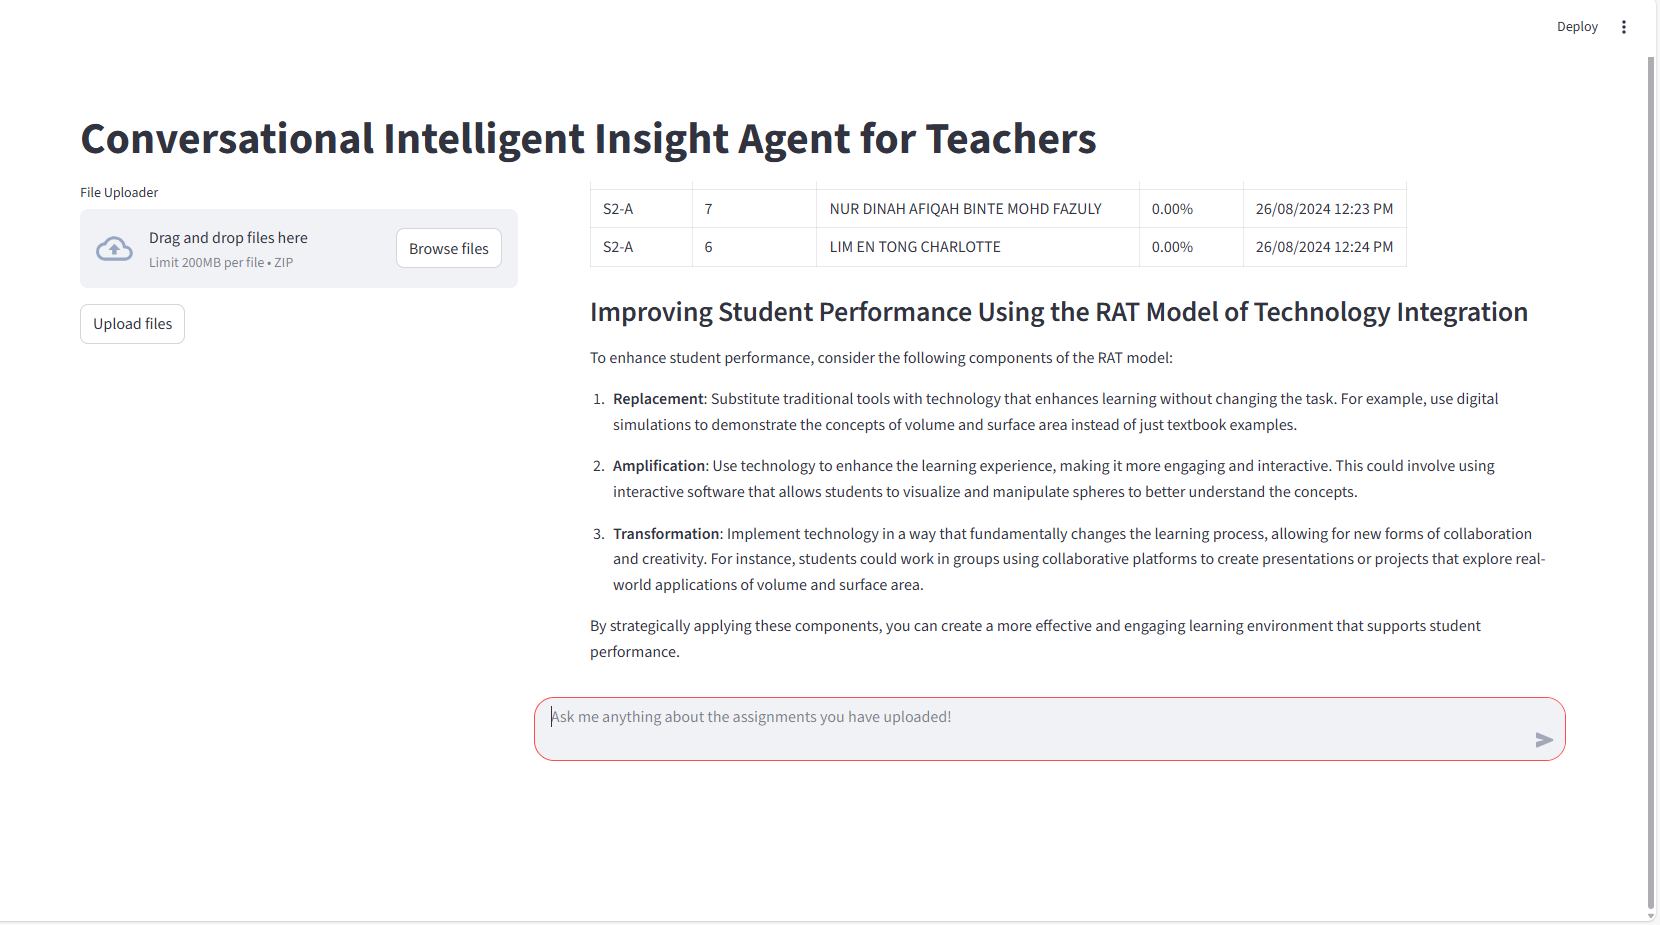 Deploy
Conversational Intelligent Insight Agent for Teachers
File Uploader
Drag and drop files here
Limit 200MB per file • ZIP
Browse files
Upload files
S2-A 7 NUR DINAH AFIQAH BINTE MOHD FAZULY 0.00% 26/08/2024 12:23 PM
S2-A 6 LIM EN TONG CHARLOTTE 0.00% 26/08/2024 12:24 PM
Improving Student Performance Using the RAT Model of Technology Integration
To enhance student performance, consider the following components of the RAT model:
1. Replacement: Substitute traditional tools with technology that enhances learning without changing the task. For example, use digital
simulations to demonstrate the concepts of volume and surface area instead of just textbook examples.
2. Amplification: Use technology to enhance the learning experience, making it more engaging and interactive. This could involve using
interactive software that allows students to visualize and manipulate spheres to better understand the concepts.
3. Transformation: Implement technology in a way that fundamentally changes the learning process, allowing for new forms of collaboration
and creativity. For instance, students could work in groups using collaborative platforms to create presentations or projects that explore real-
world applications of volume and surface area.
By strategically applying these components, you can create a more effective and engaging learning environment that supports student
performance.
Ask me anything about the assignments you have uploaded!